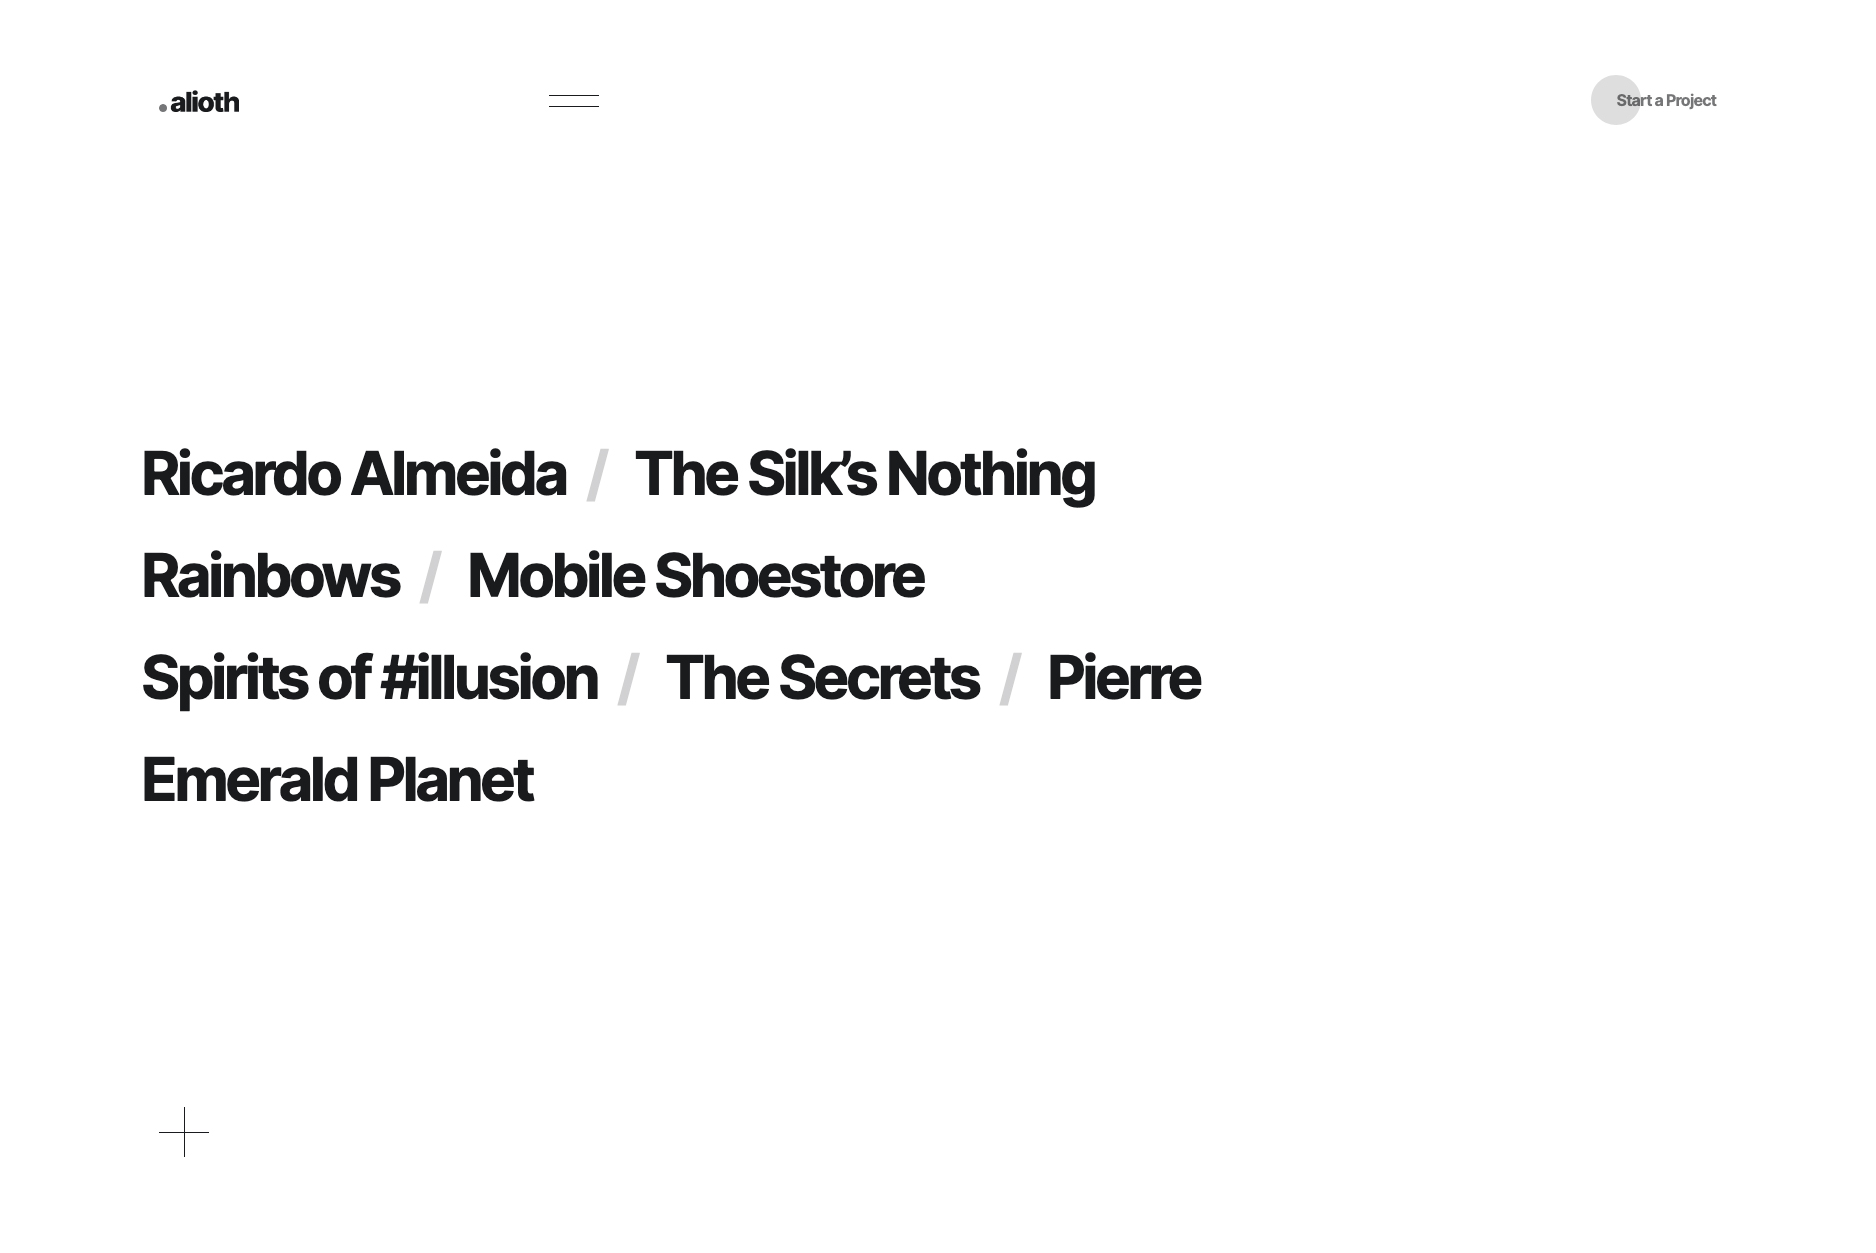 .alioth
Start a Project
Ricardo Almeida / The Silk’s Nothing
Rainbows / Mobile Shoestore
Spirits of #illusion / The Secrets / Pierre
Emerald Planet